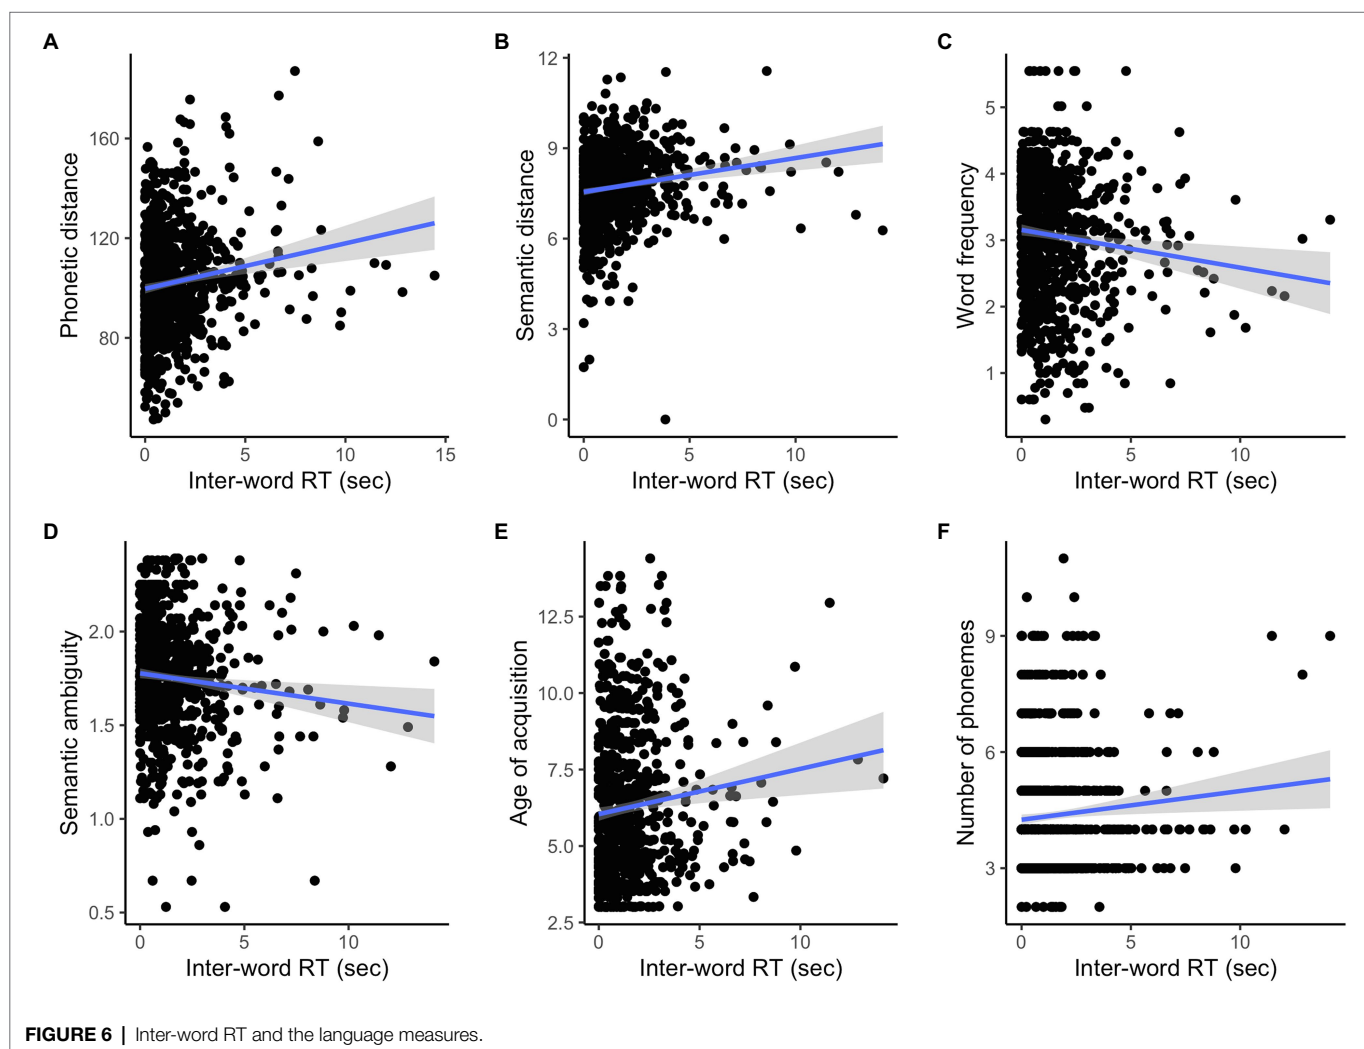 A
B
C
Phonetic distance
160
120
80
0
5
10
15
Inter-word RT (sec)
Semantic distance
12
9
6
3
0
0
5
10
Inter-word RT (sec)
Word frequency
5
4
3
2
1
0
5
10
Inter-word RT (sec)
D
E
F
Semantic ambiguity
2.0
1.5
1.0
0.5
0
5
10
Inter-word RT (sec)
Age of acquisition
12.5
10.0
7.5
5.0
2.5
0
5
10
Inter-word RT (sec)
Number of phonemes
9
6
3
0
5
10
Inter-word RT (sec)
FIGURE 6 | Inter-word RT and the language measures.